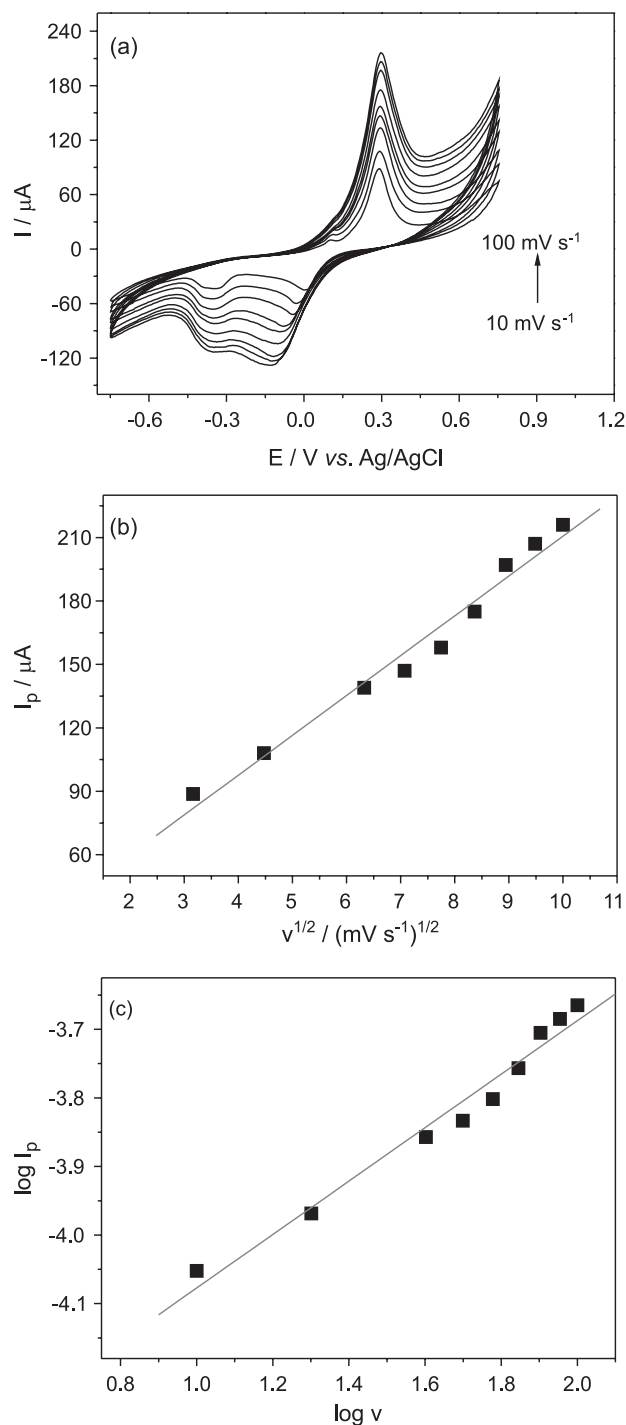 (a)
240
180
120
60
0
-60
-120
I / μA
100 mV s⁻¹
10 mV s⁻¹
-0.6 -0.3 0.0 0.3 0.6 0.9 1.2
E / V vs. Ag/AgCl
(b)
210
180
150
120
90
60
Iₚ / μA
2 3 4 5 6 7 8 9 10 11
v¹/² / (mV s⁻¹)¹/²
(c)
-3.7
-3.8
-3.9
-4.0
-4.1
log Iₚ
0.8 1.0 1.2 1.4 1.6 1.8 2.0
log v